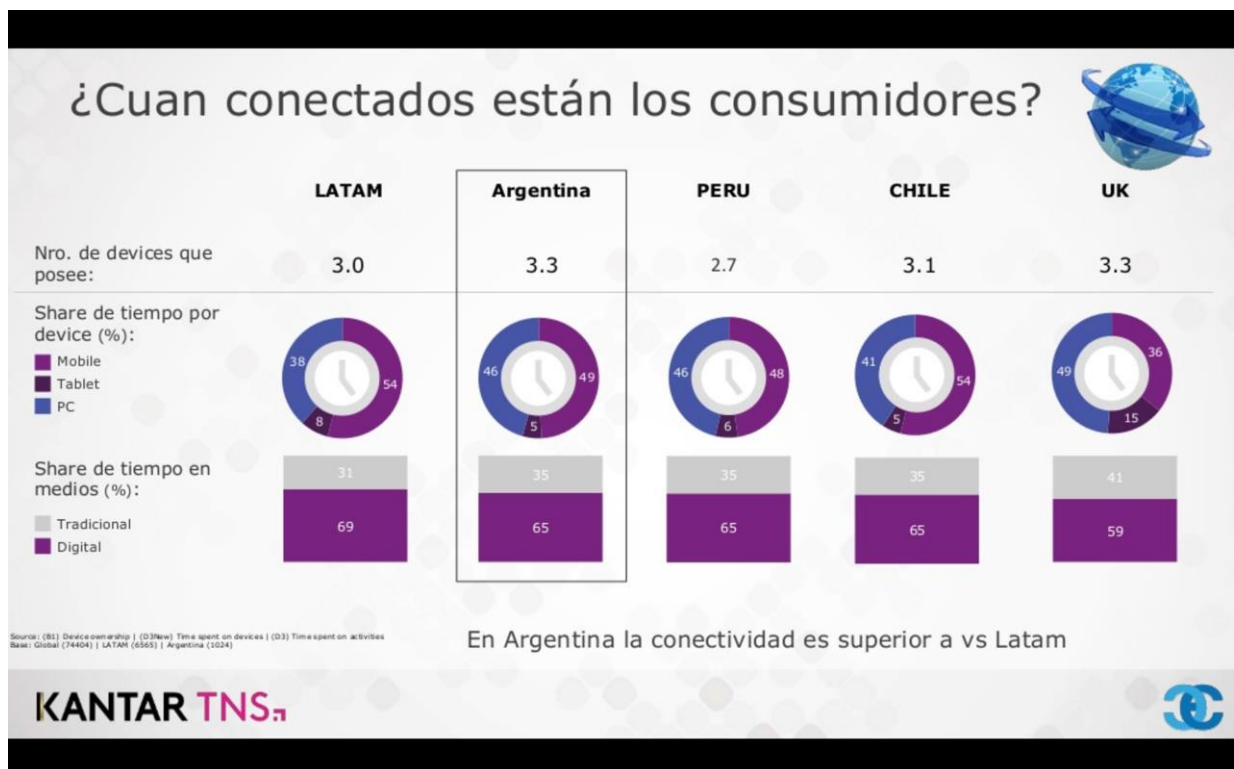 ¿Cuan conectados están los consumidores?
LATAM
Argentina
PERU
CHILE
UK
Nro. de devices que
posee:
3.0
3.3
2.7
3.1
3.3
Share de tiempo por
device (%):
Mobile
Tablet
PC
38
54
8
46
49
5
46
48
6
41
54
5
49
36
15
Share de tiempo en
medios (%):
Tradicional
Digital
31
69
35
65
35
65
35
65
41
59
Source: (B1) Device ownership | (D3New) Time spent on devices | (D3) Time spent on activities
Base: Global (74404) | LATAM (6565) | Argentina (1024)
En Argentina la conectividad es superior a vs Latam
KANTAR TNS